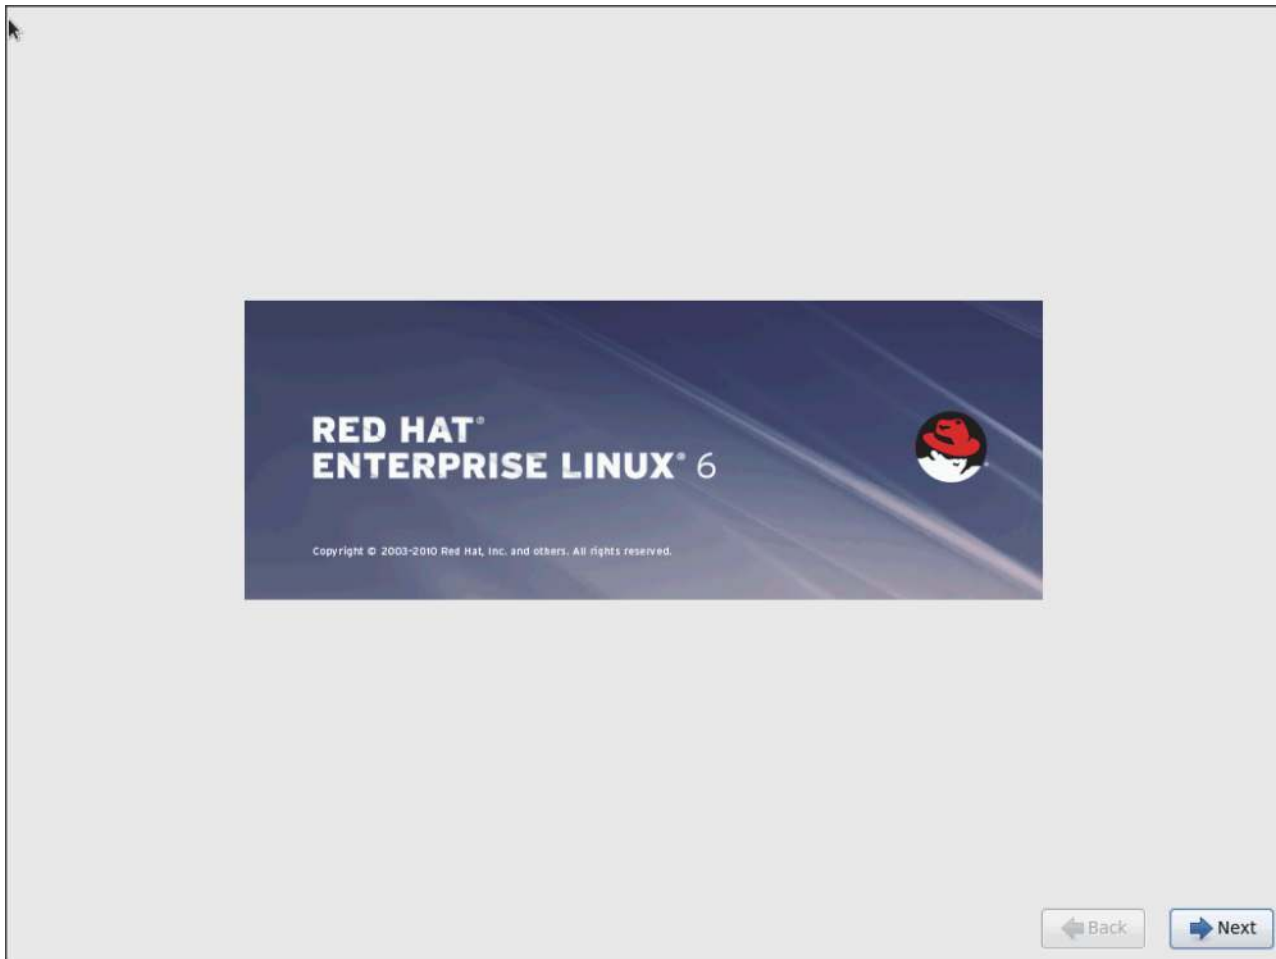 RED HAT®
ENTERPRISE LINUX® 6
Copyright © 2003-2010 Red Hat, Inc. and others. All rights reserved.
Back
Next